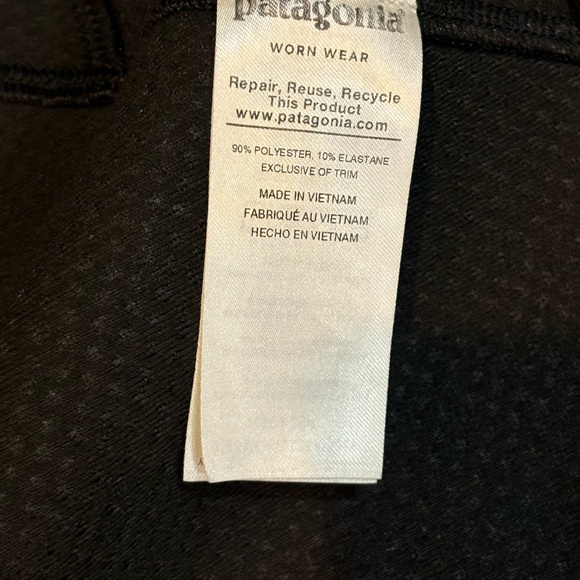 patagonia
WORN WEAR
Repair, Reuse, Recycle
This Product
www.patagonia.com
90% POLYESTER, 10% ELASTANE
EXCLUSIVE OF TRIM
MADE IN VIETNAM
FABRIQUÉ AU VIETNAM
HECHO EN VIETNAM